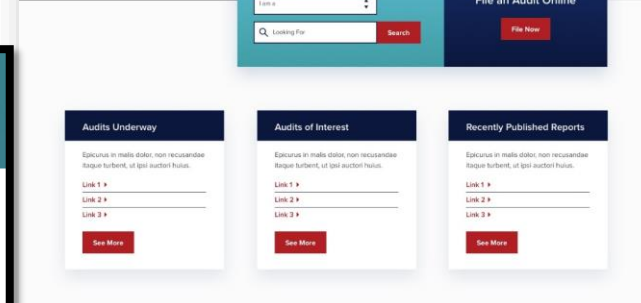 I am a
File an Audit Online
Looking For
Search
File Now
Audits Underway
Epicurus in malis dolor, non recusandae
itaque turbent, ut ipsi auctori huius.
Link 1
Link 2
Link 3
See More
Audits of Interest
Epicurus in malis dolor, non recusandae
itaque turbent, ut ipsi auctori huius.
Link 1
Link 2
Link 3
See More
Recently Published Reports
Epicurus in malis dolor, non recusandae
itaque turbent, ut ipsi auctori huius.
Link 1
Link 2
Link 3
See More